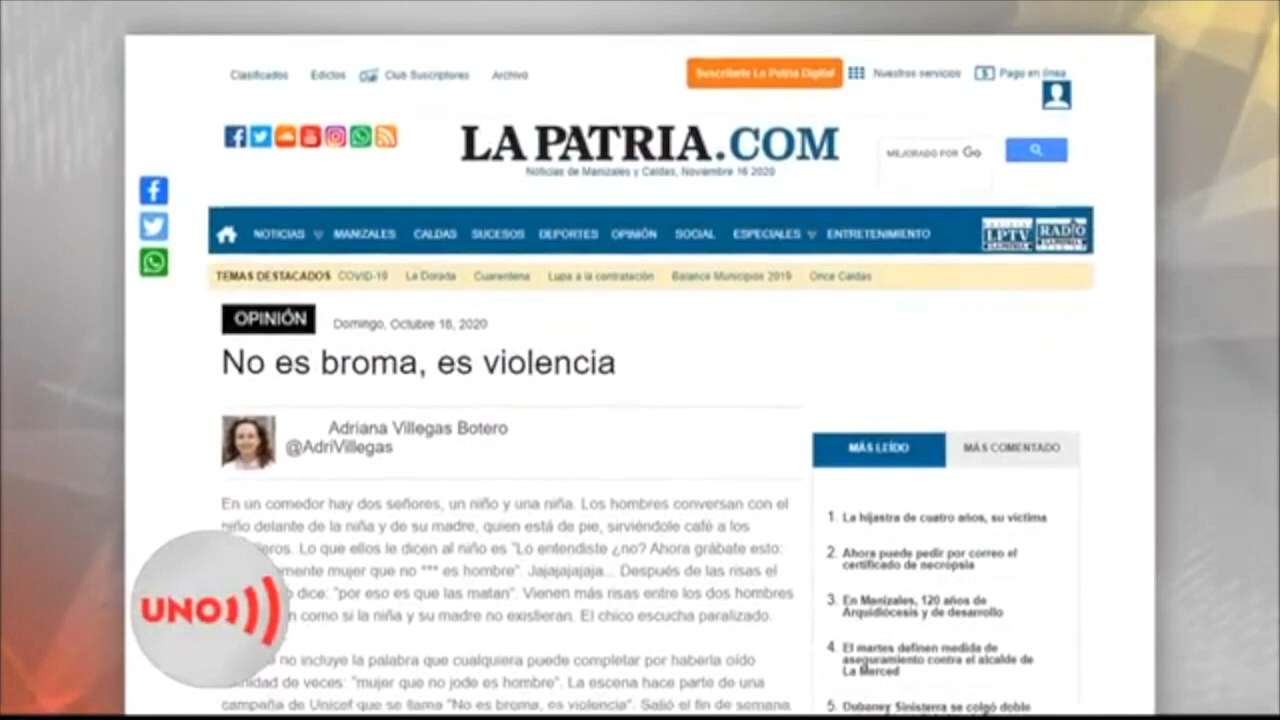 Clasificados Edictos Club Suscriptores Archivo
Suscríbete La Patria Digital
Nuestros servicios
Pago en línea
LA PATRIA.COM
Noticias de Manizales y Caldas, Noviembre 16 2020
MEJORADO POR Go
NOTICIAS MANIZALES CALDAS SUCESOS DEPORTES OPINIÓN SOCIAL ESPECIALES ENTRETENIMIENTO
LPTV
RADIO
TEMAS DESTACADOS COVID-19 La Dorada Cuarentena Lupa a la contratación Balance Municipios 2019 Once Caldas
OPINIÓN
Domingo, Octubre 18, 2020
No es broma, es violencia
Adriana Villegas Botero
@AdriVillegas
En un comedor hay dos señores, un niño y una niña. Los hombres conversan con el
niño delante de la niña y de su madre, quien está de pie, sirviéndole café a los
eros. Lo que ellos le dicen al niño es "Lo entendiste ¿no? Ahora grábate esto:
mente mujer que no *** es hombre". Jajajajajaja... Después de las risas el
dice: "por eso es que las matan". Vienen más risas entre los dos hombres
n como si la niña y su madre no existieran. El chico escucha paralizado.
no incluye la palabra que cualquiera puede completar por haberla oído
nidad de veces: "mujer que no jode es hombre". La escena hace parte de una
campaña de Unicef que se llama "No es broma, es violencia". Salió el fin de semana
MÁS LEÍDO
MÁS COMENTADO
1. La hijastra de cuatro años, su víctima
2. Ahora puede pedir por correo el
certificado de necropsia
3. En Manizales, 120 años de
Arquidiócesis y de desarrollo
4. El martes definen medida de
aseguramiento contra el alcalde de
La Merced
5. Sinisterra se colgó doble
UNO